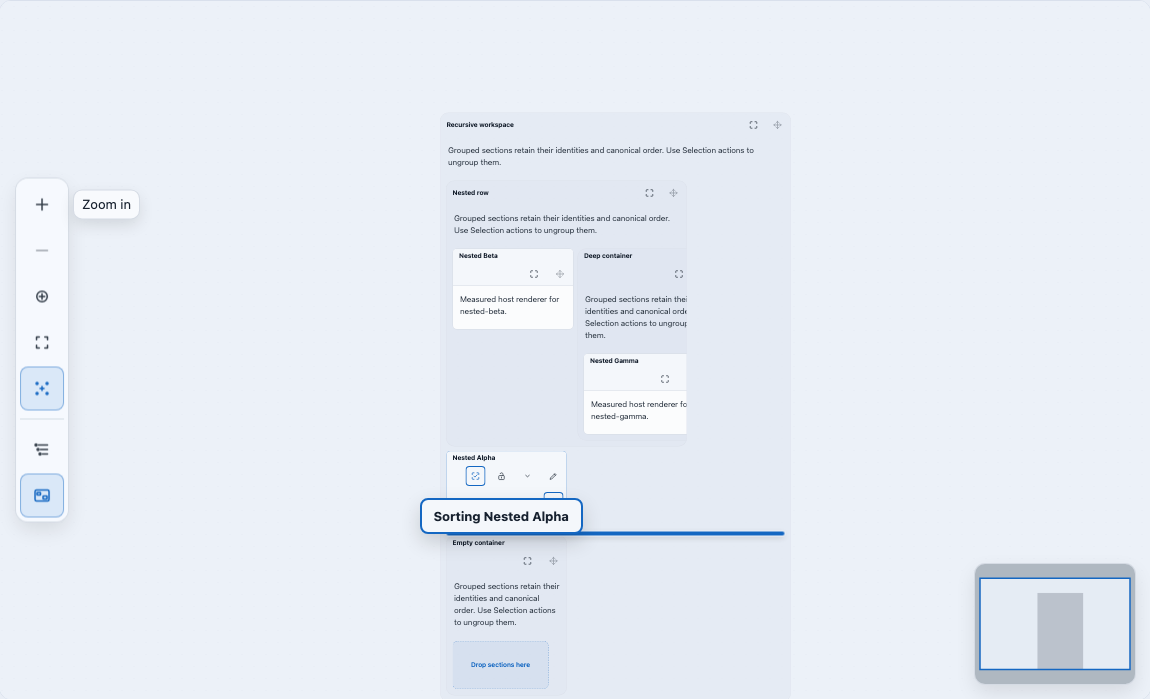 Zoom in
Recursive workspace
Grouped sections retain their identities and canonical order. Use Selection actions to
ungroup them.
Nested row
Grouped sections retain their identities and canonical order.
Use Selection actions to ungroup them.
Nested Beta
Measured host renderer for
nested-beta.
Deep container
Grouped sections retain
identities and canonical
Selection actions to
them.
Nested Gamma
Measured host renderer
nested-gamma.
Nested Alpha
Sorting Nested Alpha
Empty container
Grouped sections retain their
identities and canonical
order. Use Selection actions
to ungroup them.
Drop sections here